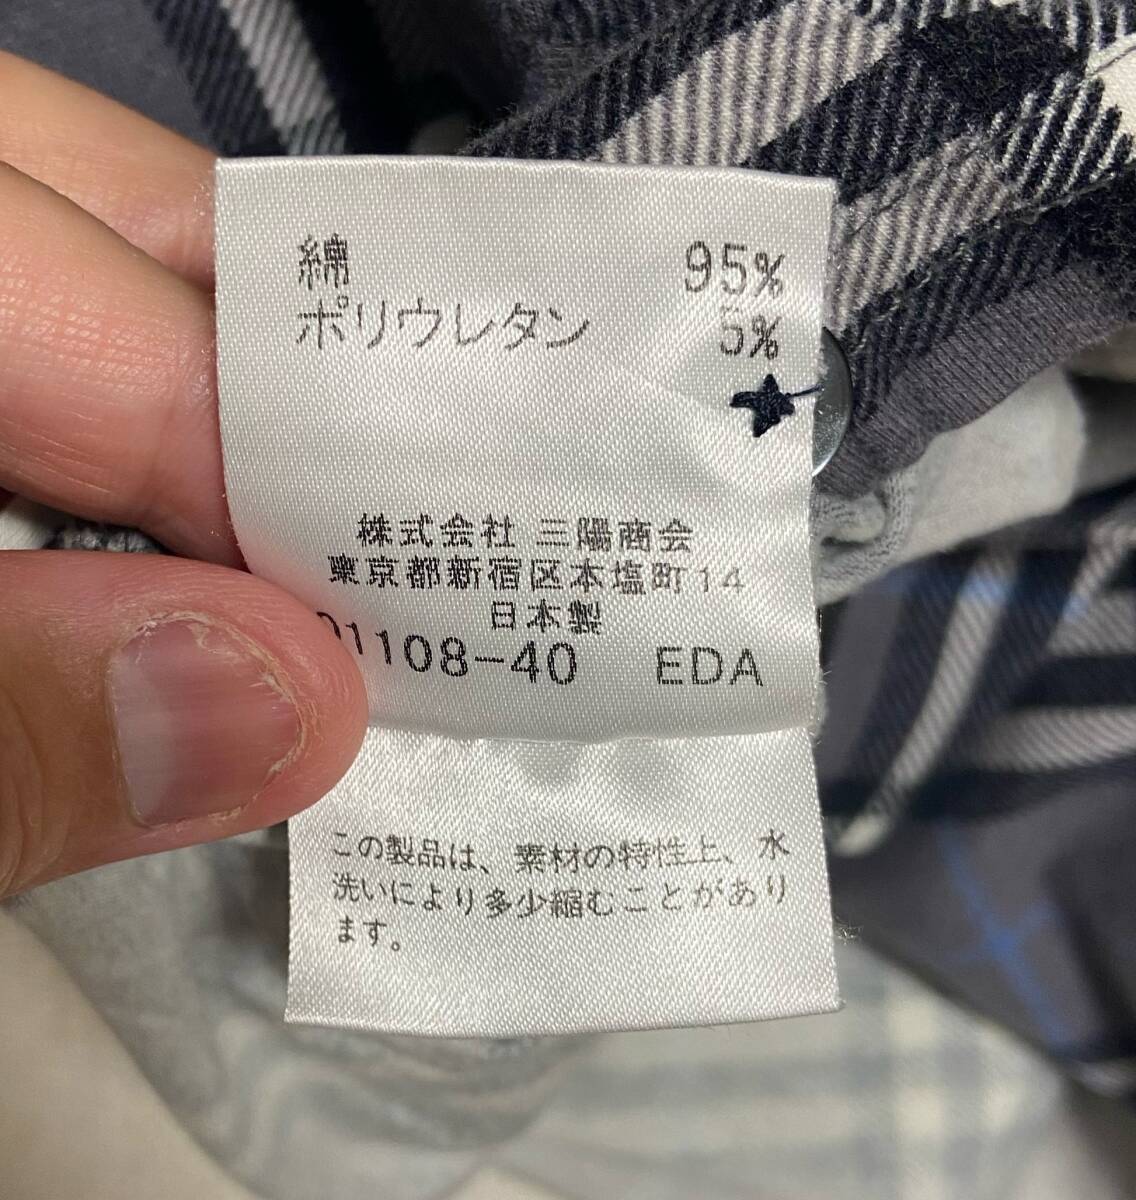 綿 95%
ポリウレタン 5%
株式会社 三陽商会
東京都新宿区本塩町14
日本製
01108-40 EDA
この製品は、素材の特性上、水
洗いにより多少縮むことがあり
ます。